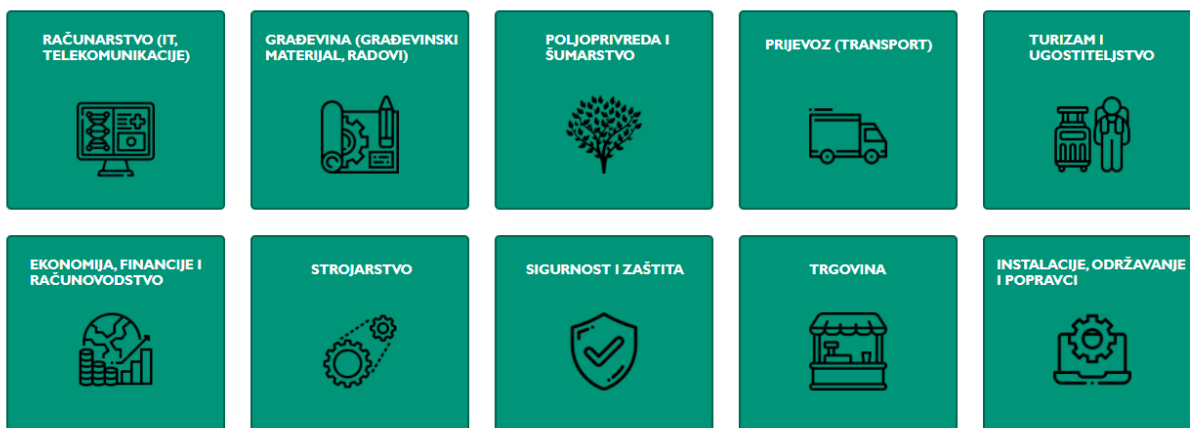 RAČUNARSTVO (IT,
TELEKOMUNIKACIJE)
GRAĐEVINA (GRAĐEVINSKI
MATERIJAL, RADOVI)
POLJOPRIVREDA I
ŠUMARSTVO
PRIJEVOZ (TRANSPORT)
TURIZAM I
UGOSTITELJSTVO
EKONOMIJA, FINANCIJE I
RAČUNOVODSTVO
STROJARSTVO
SIGURNOST I ZAŠTITA
TRGOVINA
INSTALACIJE, ODRŽAVANJE
I POPRAVCI